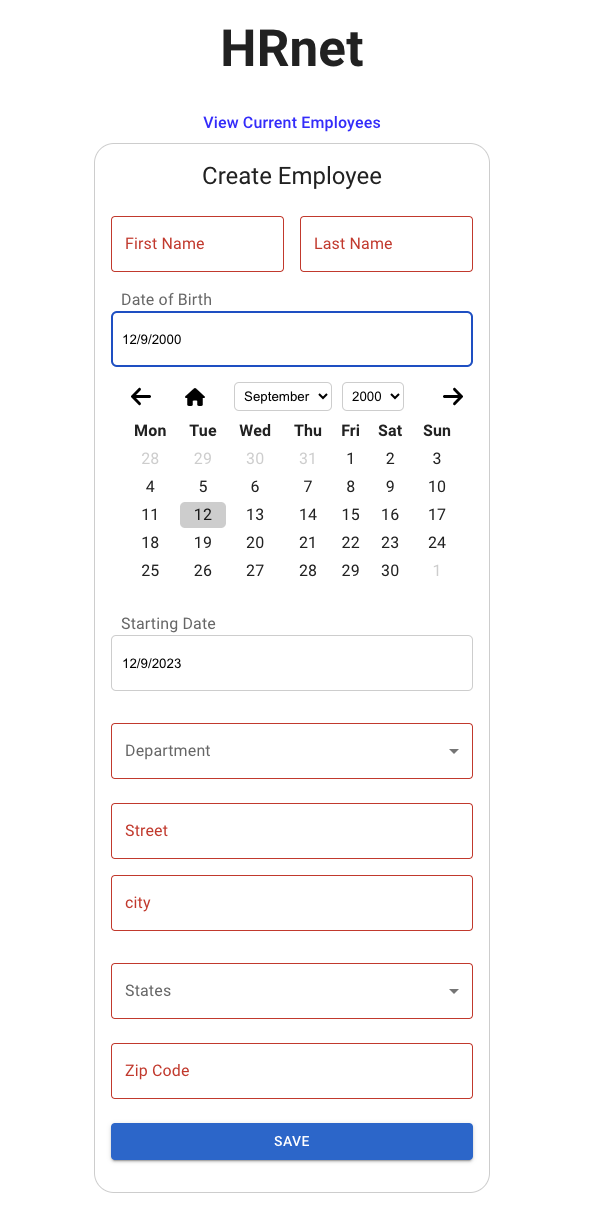 HRnet
View Current Employees
Create Employee
First Name Last Name
Date of Birth
12/9/2000
September 2000
Mon Tue Wed Thu Fri Sat Sun
28 29 30 31 1 2 3
4 5 6 7 8 9 10
11 12 13 14 15 16 17
18 19 20 21 22 23 24
25 26 27 28 29 30 1
Starting Date
12/9/2023
Department
Street
city
States
Zip Code
SAVE